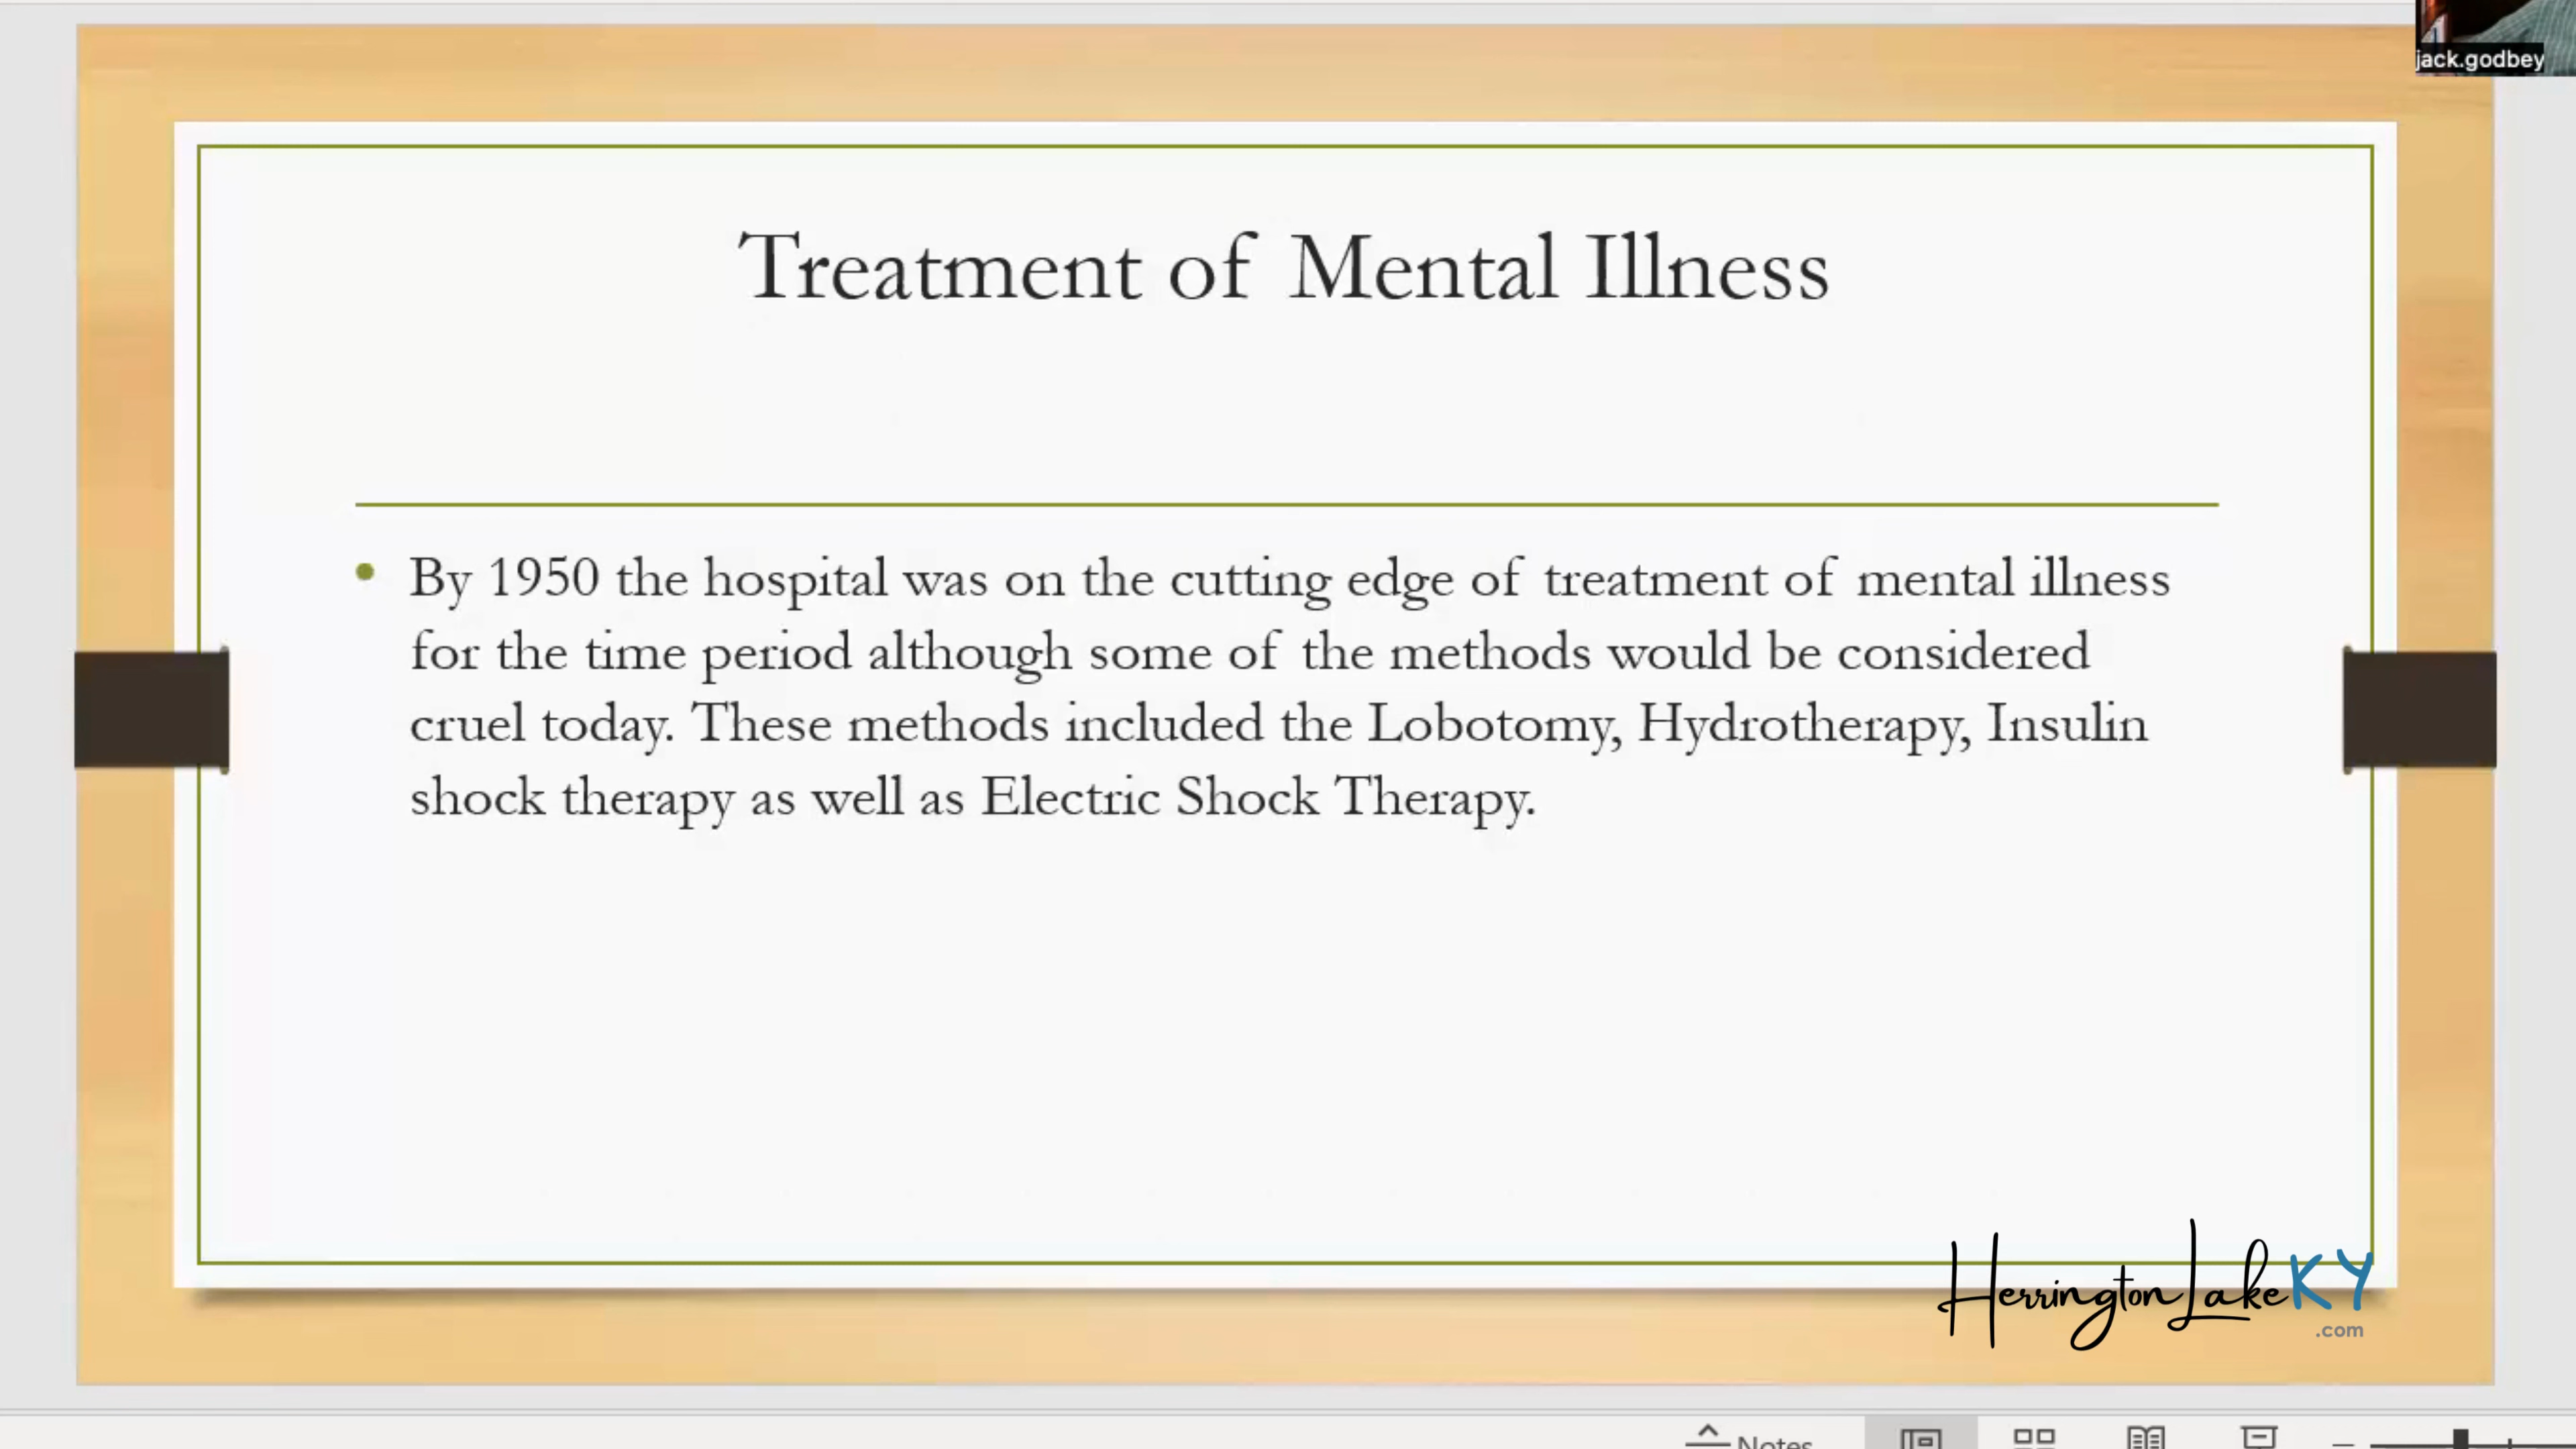 jack.godbey
Treatment of Mental Illness
• By 1950 the hospital was on the cutting edge of treatment of mental illness
for the time period although some of the methods would be considered
cruel today. These methods included the Lobotomy, Hydrotherapy, Insulin
shock therapy as well as Electric Shock Therapy.
HerringtonLakeKY
.com
Notes